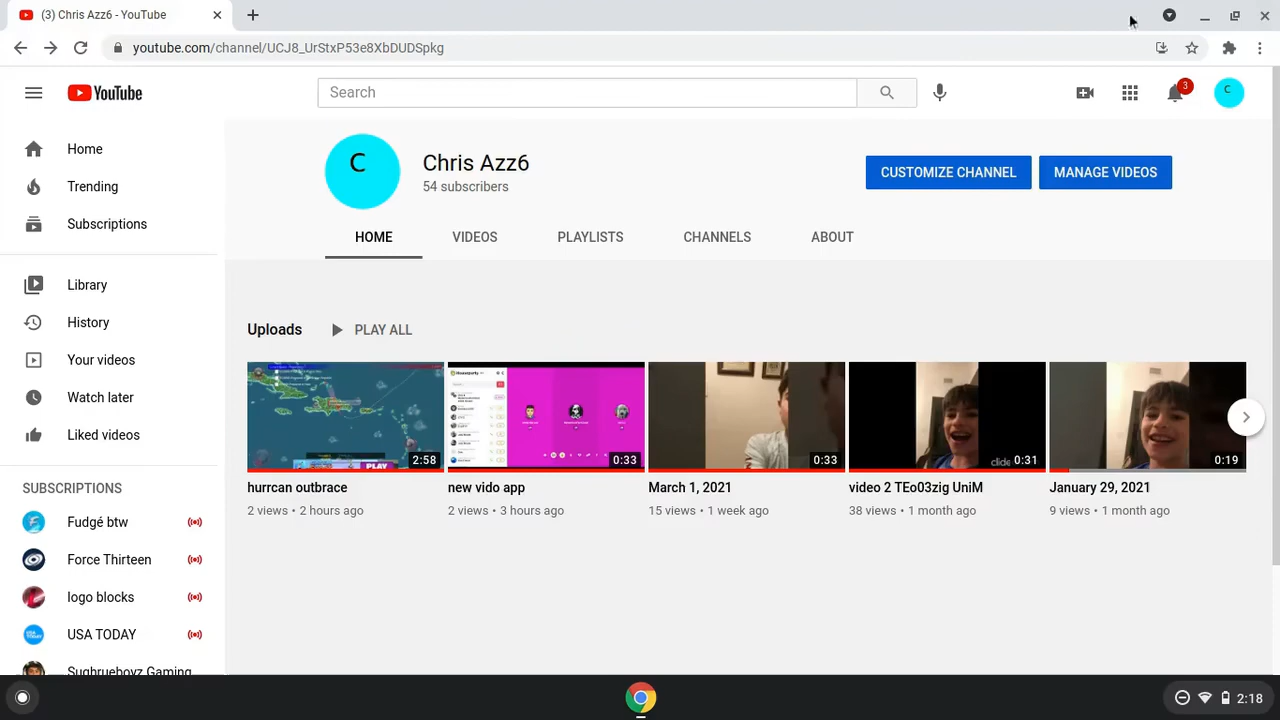 (3) Chris Azz6 - YouTube
youtube.com/channel/UCJ8_UrStxP53e8XbDUDSpkg
YouTube
Search
3
C
Home
Trending
Subscriptions
Library
History
Your videos
Watch later
Liked videos
SUBSCRIPTIONS
Fudgé btw
Force Thirteen
logo blocks
USA TODAY
Sugbrueboyz Gaming
C
Chris Azz6
54 subscribers
CUSTOMIZE CHANNEL
MANAGE VIDEOS
HOME
VIDEOS
PLAYLISTS
CHANNELS
ABOUT
Uploads
PLAY ALL
PLAY
2:58
0:33
0:33
clide
0:31
0:19
hurrcan outbrace
2 views • 2 hours ago
new vido app
2 views • 3 hours ago
March 1, 2021
15 views • 1 week ago
video 2 TEo03zig UniM
38 views • 1 month ago
January 29, 2021
9 views • 1 month ago
2:18